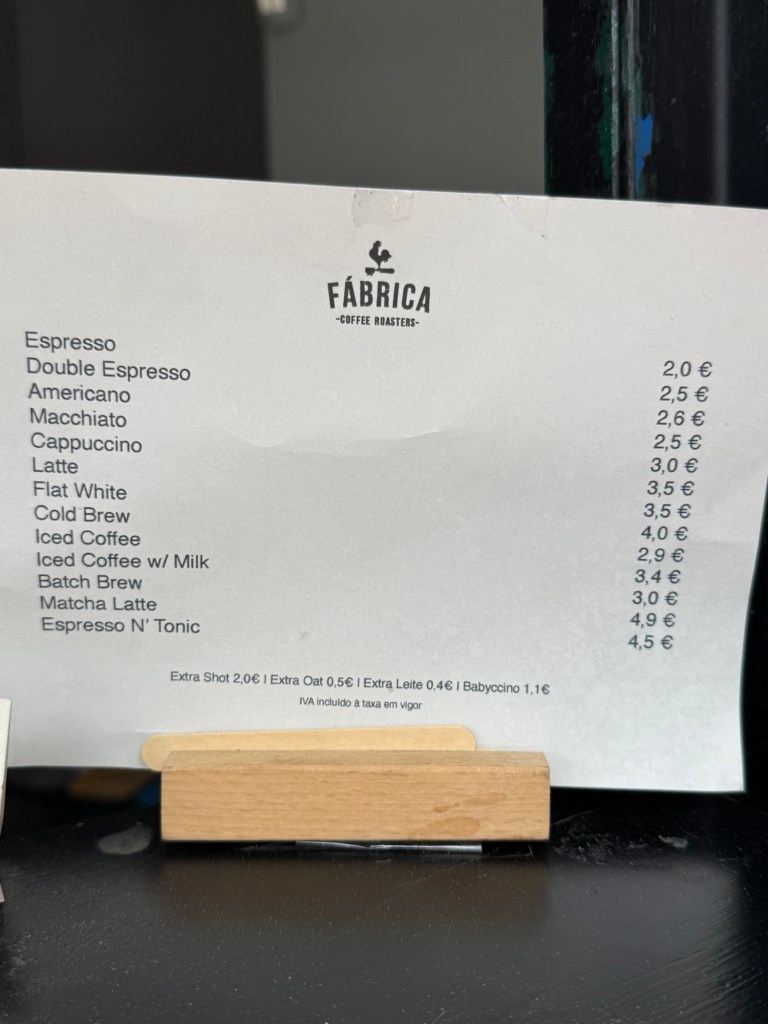 FÁBRICA
-COFFEE ROASTERS-
Espresso 2,0 €
Double Espresso 2,5 €
Americano 2,6 €
Macchiato 2,5 €
Cappuccino 3,0 €
Latte 3,5 €
Flat White 3,5 €
Cold Brew 4,0 €
Iced Coffee 2,9 €
Iced Coffee w/ Milk 3,4 €
Batch Brew 3,0 €
Matcha Latte 4,9 €
Espresso N' Tonic 4,5 €
Extra Shot 2,0€ | Extra Oat 0,5€ | Extra Leite 0,4€ | Babyccino 1,1€
IVA incluído à taxa em vigor